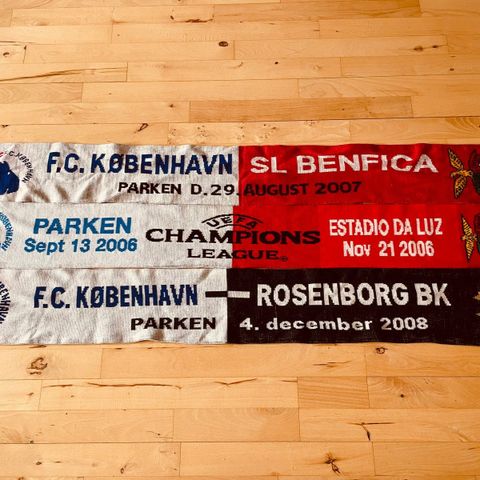 F.C. KØBENHAVN SL BENFICA
PARKEN D. 29. AUGUST 2007
PARKEN UEFA CHAMPIONS LEAGUE® ESTADIO DA LUZ
Sept 13 2006 Nov 21 2006
F.C. KØBENHAVN — ROSENBORG BK
PARKEN 4. december 2008